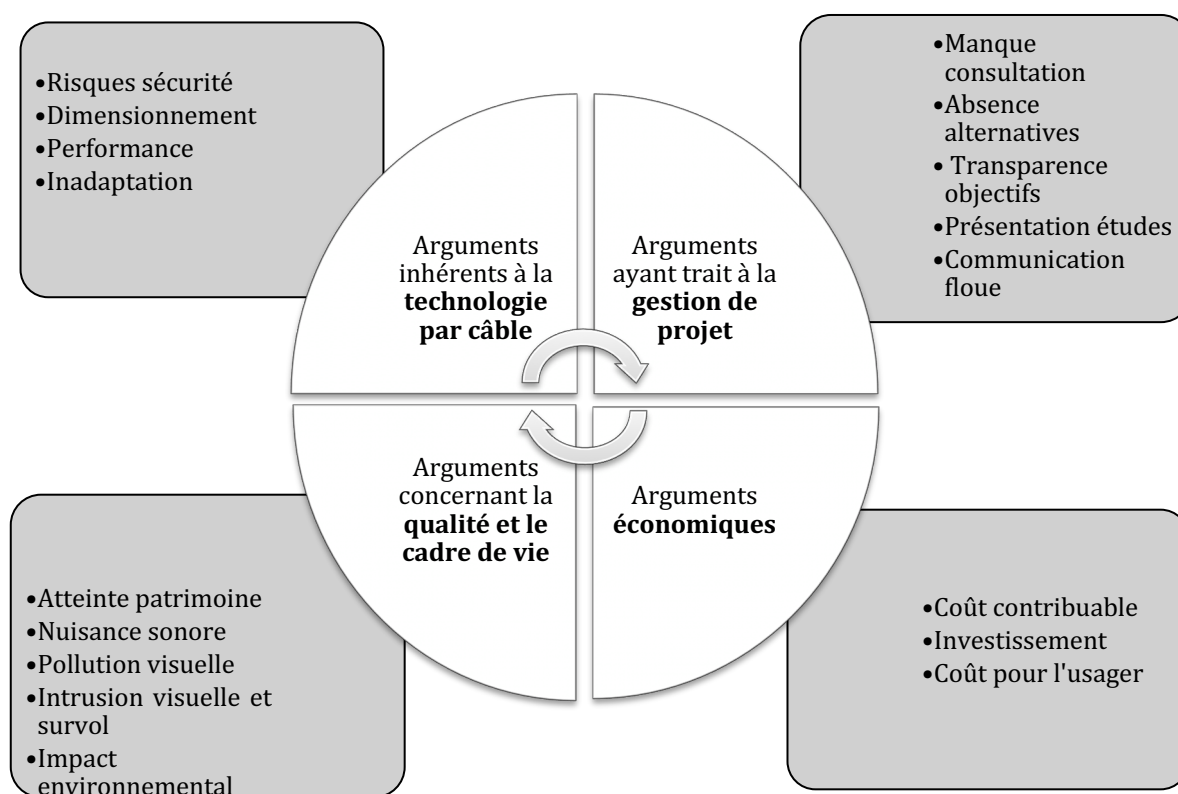 •Risques sécurité
•Dimensionnement
•Performance
•Inadaptation
•Manque
consultation
•Absence
alternatives
• Transparence
objectifs
•Présentation études
•Communication
floue
Arguments
inhérents à la
technologie
par câble
Arguments
ayant trait à la
gestion de
projet
Arguments
concernant la
qualité et le
cadre de vie
Arguments
économiques
•Atteinte patrimoine
•Nuisance sonore
•Pollution visuelle
•Intrusion visuelle et
survol
•Impact
environnemental
•Coût contribuable
•Investissement
•Coût pour l'usager